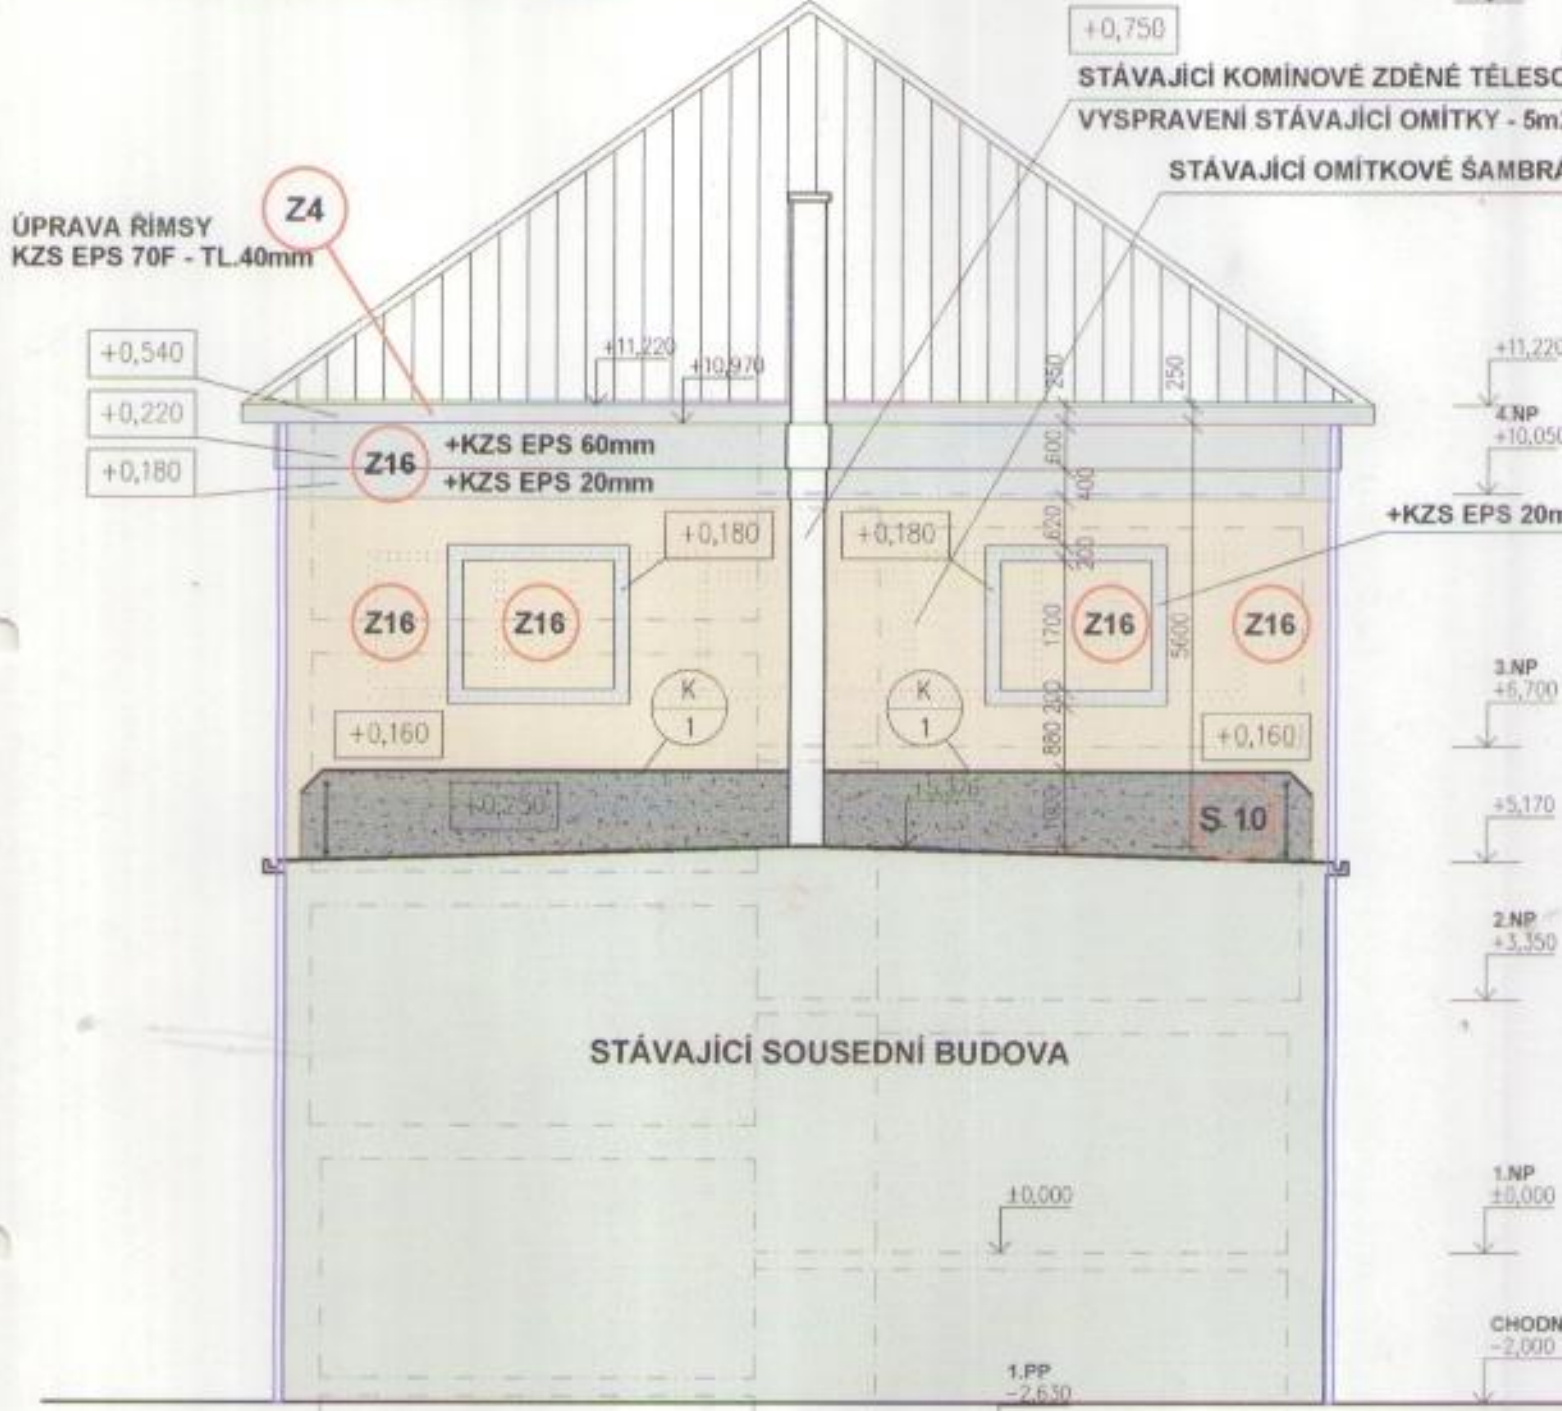 +0,750
STÁVAJÍCÍ KOMÍNOVÉ ZDĚNÉ TĚLESO
VYSPRAVENÍ STÁVAJÍCÍ OMÍTKY - 5m
STÁVAJÍCÍ OMÍTKOVÉ ŠAMBRÁ
Z4
ÚPRAVA ŘÍMSY
KZS EPS 70F - TL.40mm
+0,540
+11,220
+10,970
250
250
+11,220
+0,220
4.NP
+10,050
Z16
+KZS EPS 60mm
600
+0,180
+KZS EPS 20mm
400
+KZS EPS 20m
+0,180
+0,180
620
200
Z16
Z16
Z16
Z16
1700
5600
3.NP
+6,700
K
1
K
1
200
+0,160
880
+0,160
+0,250
S 10
+5,170
2.NP
+3,350
STÁVAJÍCÍ SOUSEDNÍ BUDOVA
±0,000
1.NP
±0,000
CHODN
-2,000
1.PP
-2,630